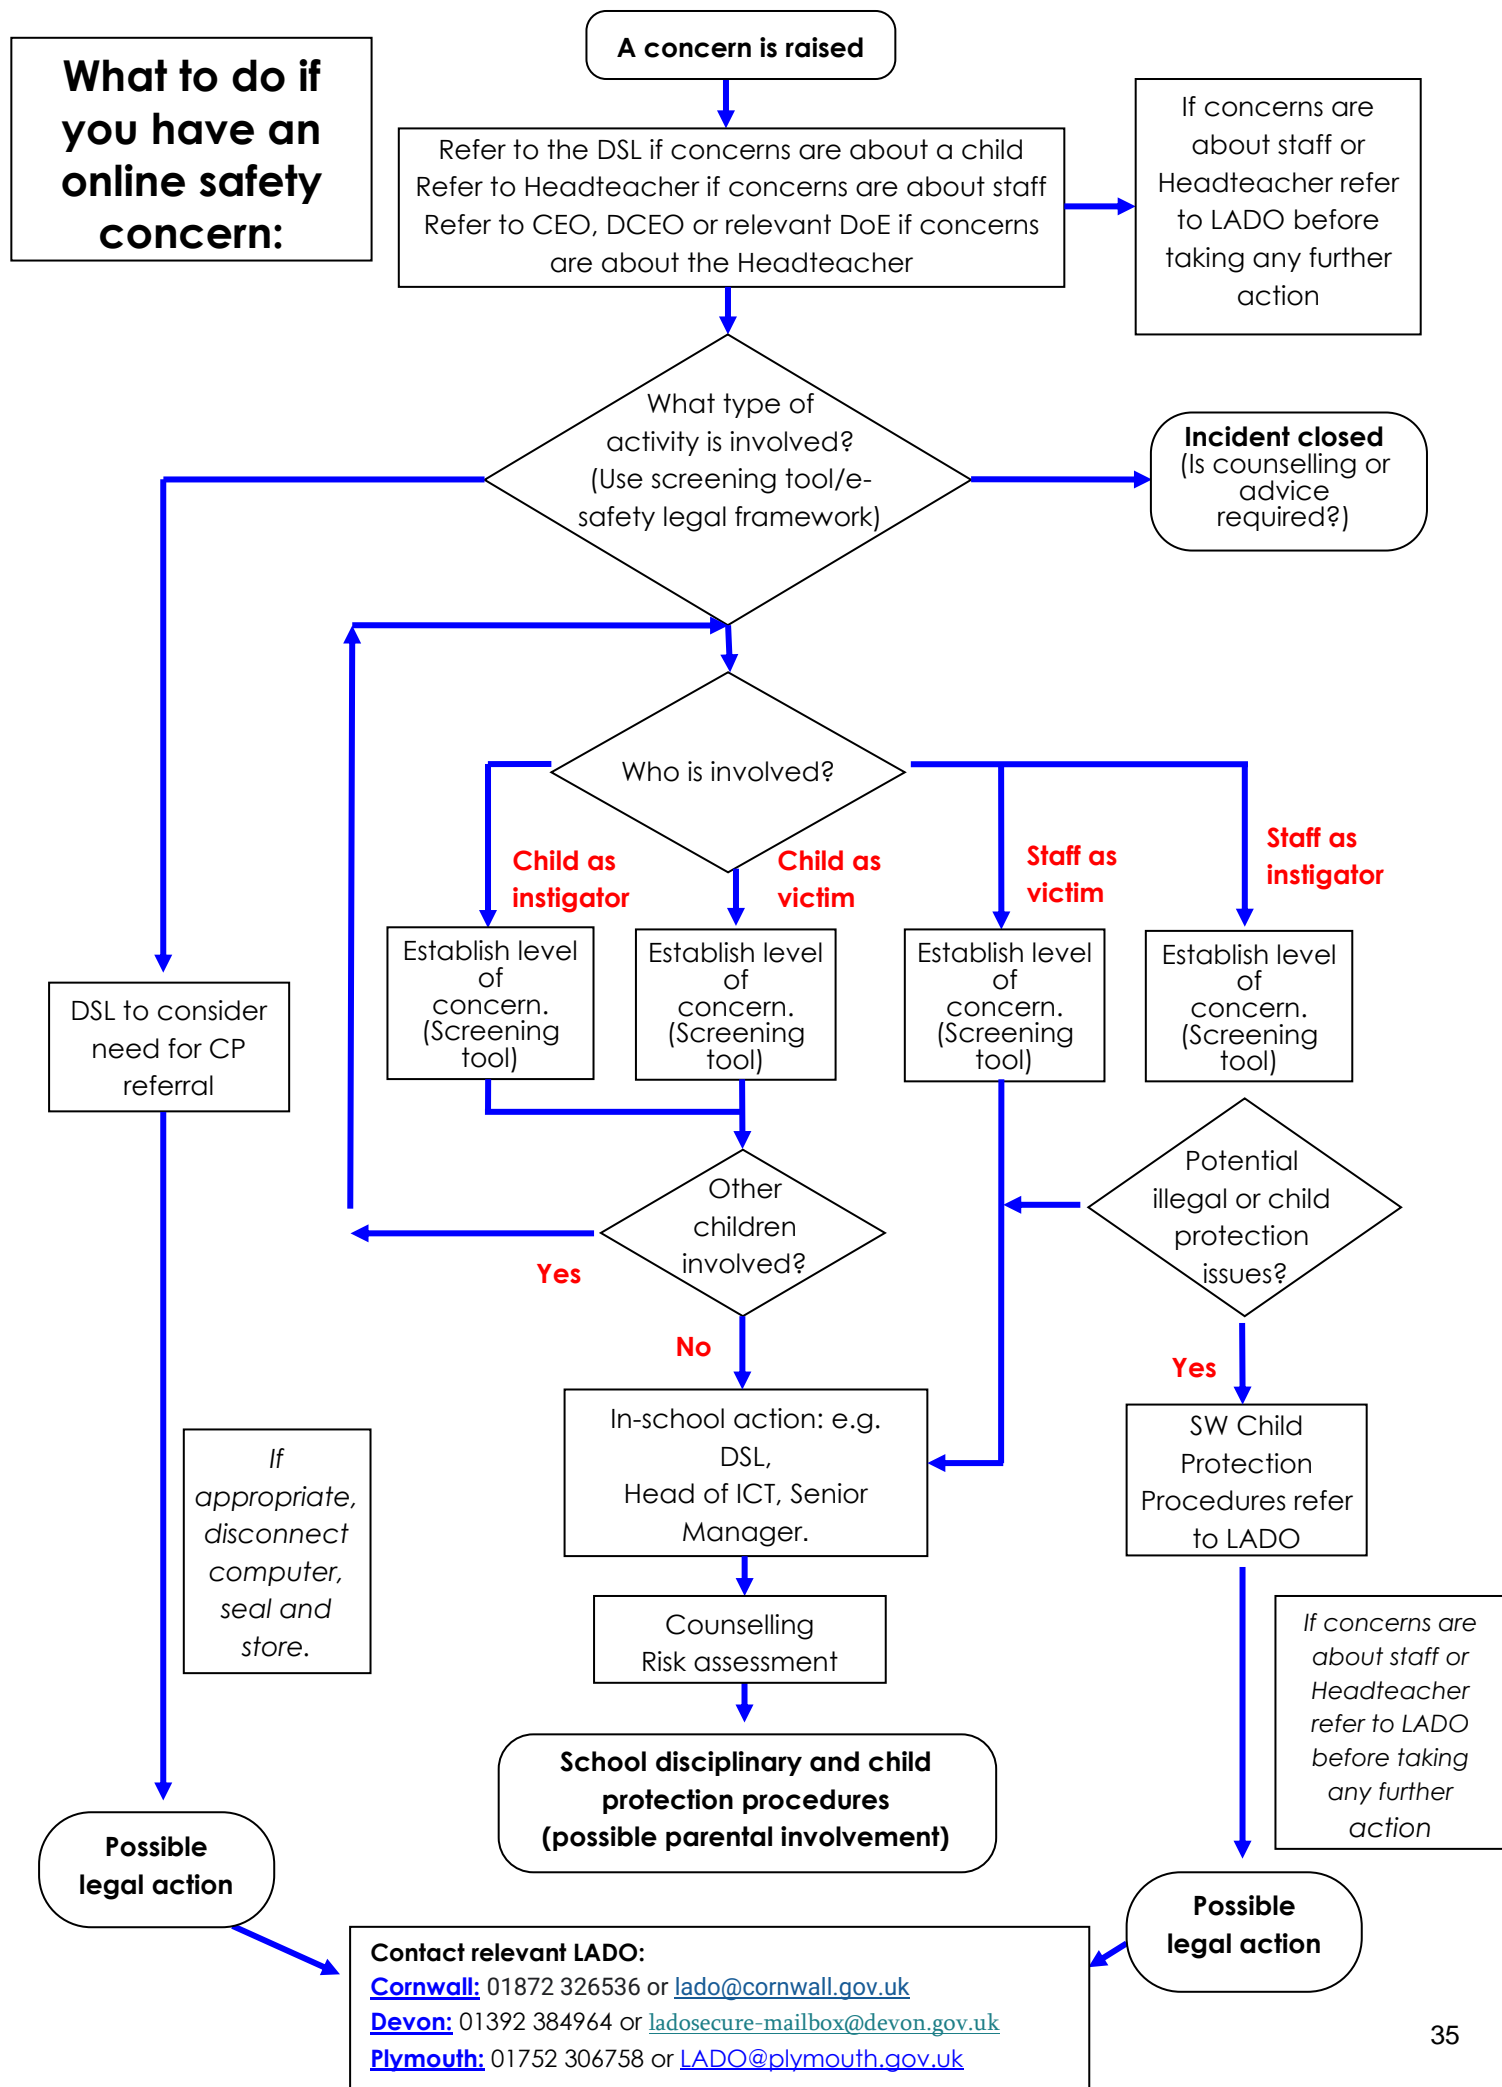 What to do if
you have an
online safety
concern:
A concern is raised
Refer to the DSL if concerns are about a child
Refer to Headteacher if concerns are about staff
Refer to CEO, DCEO or relevant DoE if concerns
are about the Headteacher
If concerns are
about staff or
Headteacher refer
to LADO before
taking any further
action
What type of
activity is involved?
(Use screening tool/e-
safety legal framework)
Incident closed
(Is counselling or
advice
required?)
Who is involved?
Child as
instigator
Child as
victim
Staff as
victim
Staff as
instigator
Establish level
of
concern.
(Screening
tool)
Establish level
of
concern.
(Screening
tool)
Establish level
of
concern.
(Screening
tool)
Establish level
of
concern.
(Screening
tool)
DSL to consider
need for CP
referral
Other
children
involved?
Potential
illegal or child
protection
issues?
Yes
No
Yes
In-school action: e.g.
DSL,
Head of ICT, Senior
Manager.
SW Child
Protection
Procedures refer
to LADO
If
appropriate,
disconnect
computer,
seal and
store.
Counselling
Risk assessment
If concerns are
about staff or
Headteacher
refer to LADO
before taking
any further
action
School disciplinary and child
protection procedures
(possible parental involvement)
Possible
legal action
Possible
legal action
Contact relevant LADO:
Cornwall: 01872 326536 or lado@cornwall.gov.uk
Devon: 01392 384964 or ladosecure-mailbox@devon.gov.uk
Plymouth: 01752 306758 or LADO@plymouth.gov.uk
35